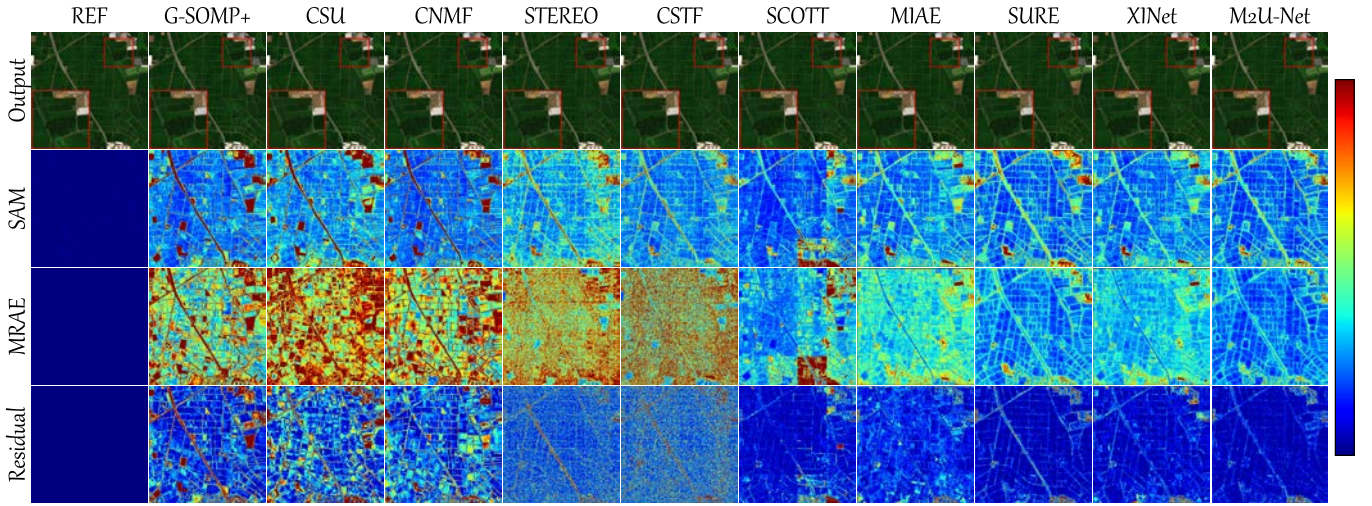 REF G-SOMP+ CSU CNMF STEREO CSTF SCOTT MIAE SURE XINet M2U-Net
Output
SAM
MRAE
Residual